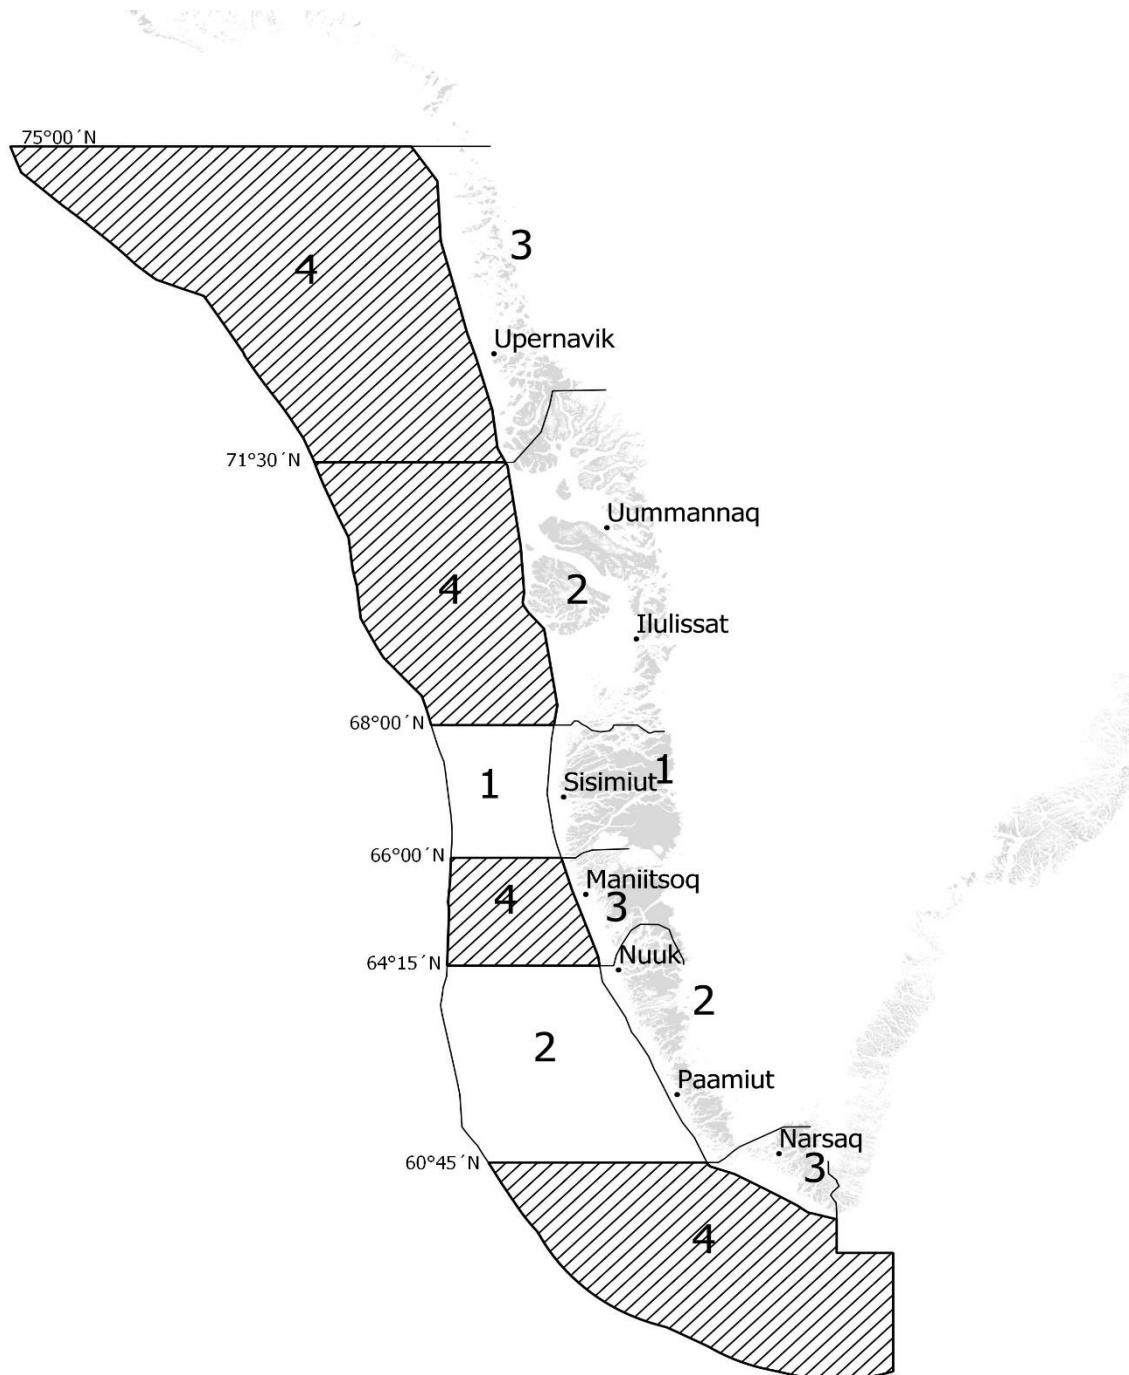 75°00´N
3
4
Upernavik
71°30´N
Uummannaq
4
2
Ilulissat
68°00´N
1
1
Sisimiut
66°00´N
Maniitsoq
4
3
64°15´N
Nuuk
2
2
Paamiut
60°45´N
Narsaq
3
4